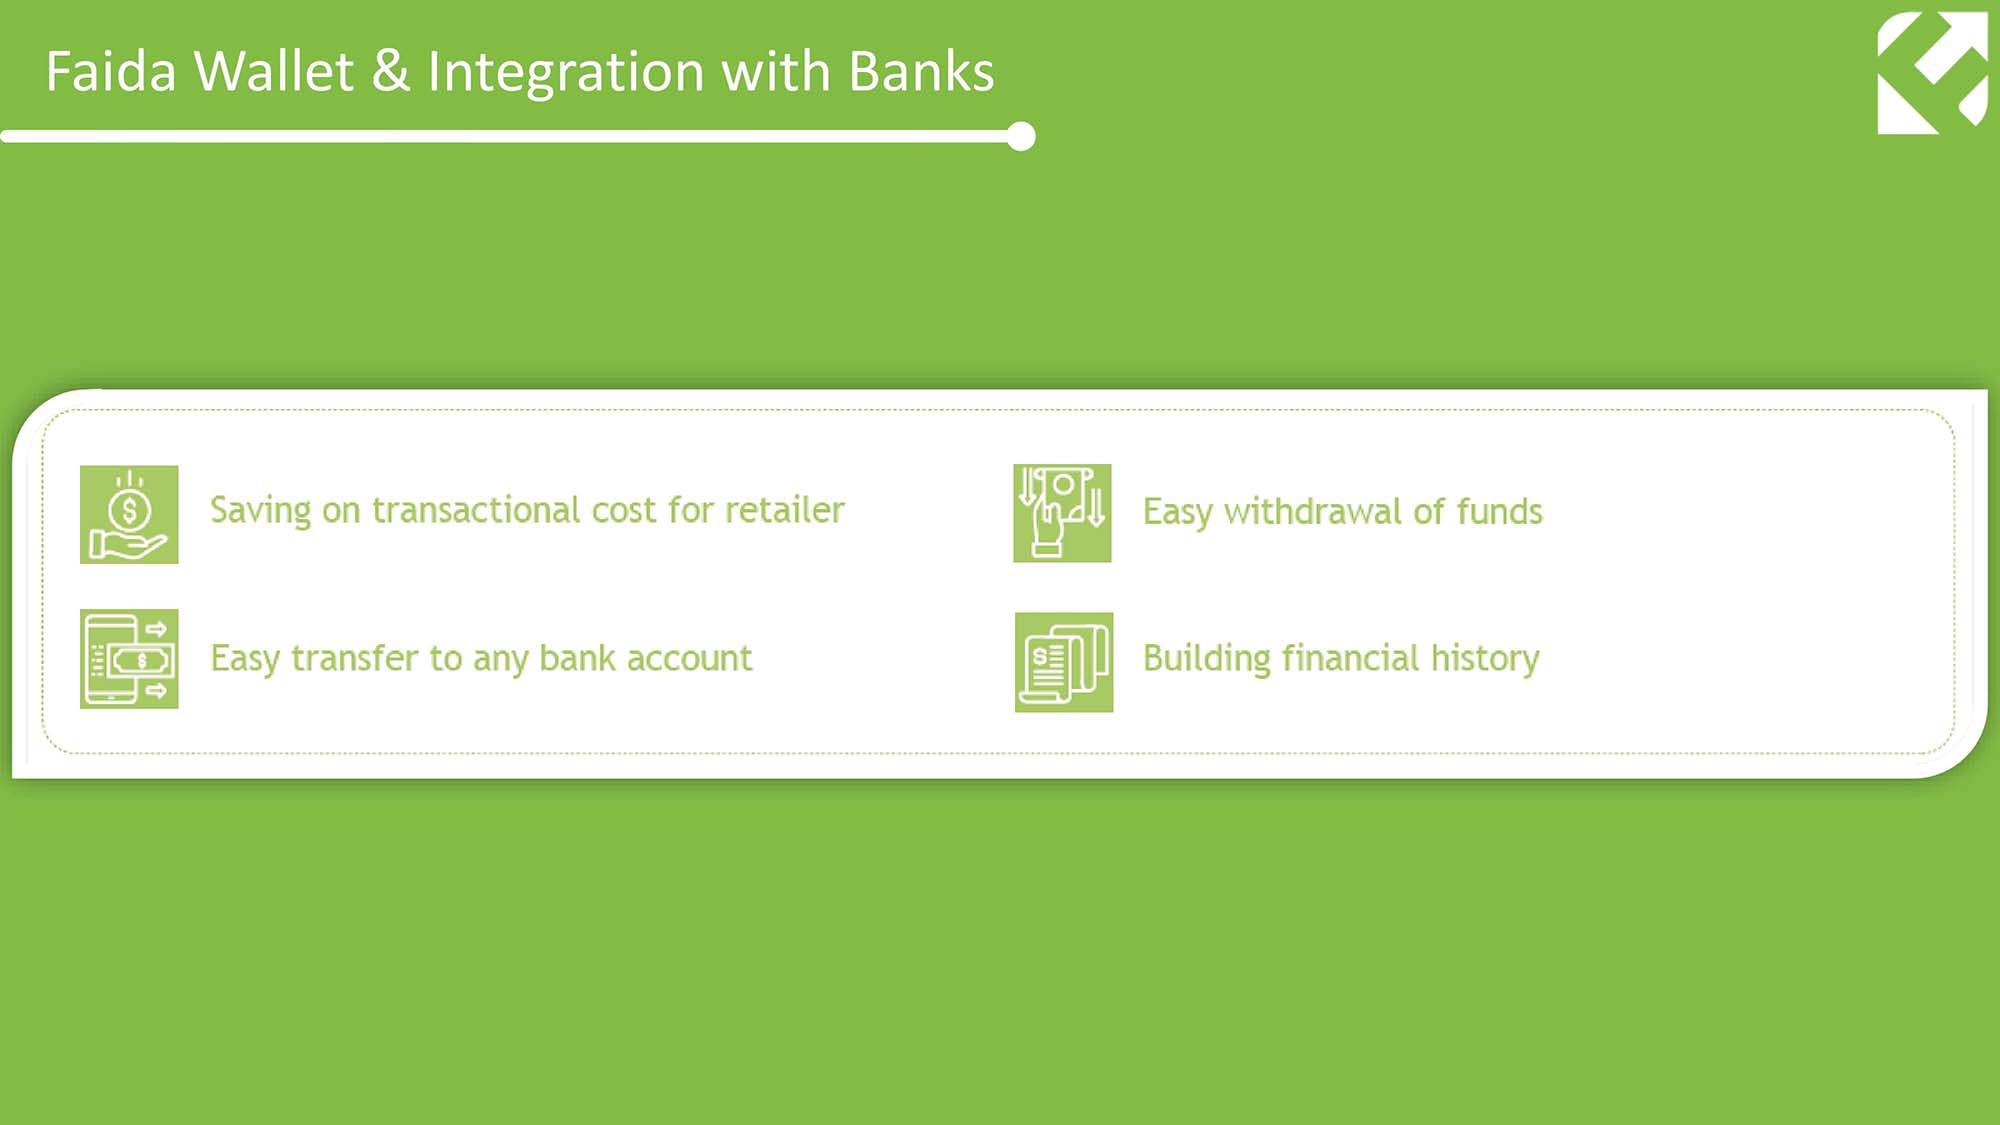 Faida Wallet & Integration with Banks
Saving on transactional cost for retailer
Easy withdrawal of funds
Easy transfer to any bank account
Building financial history